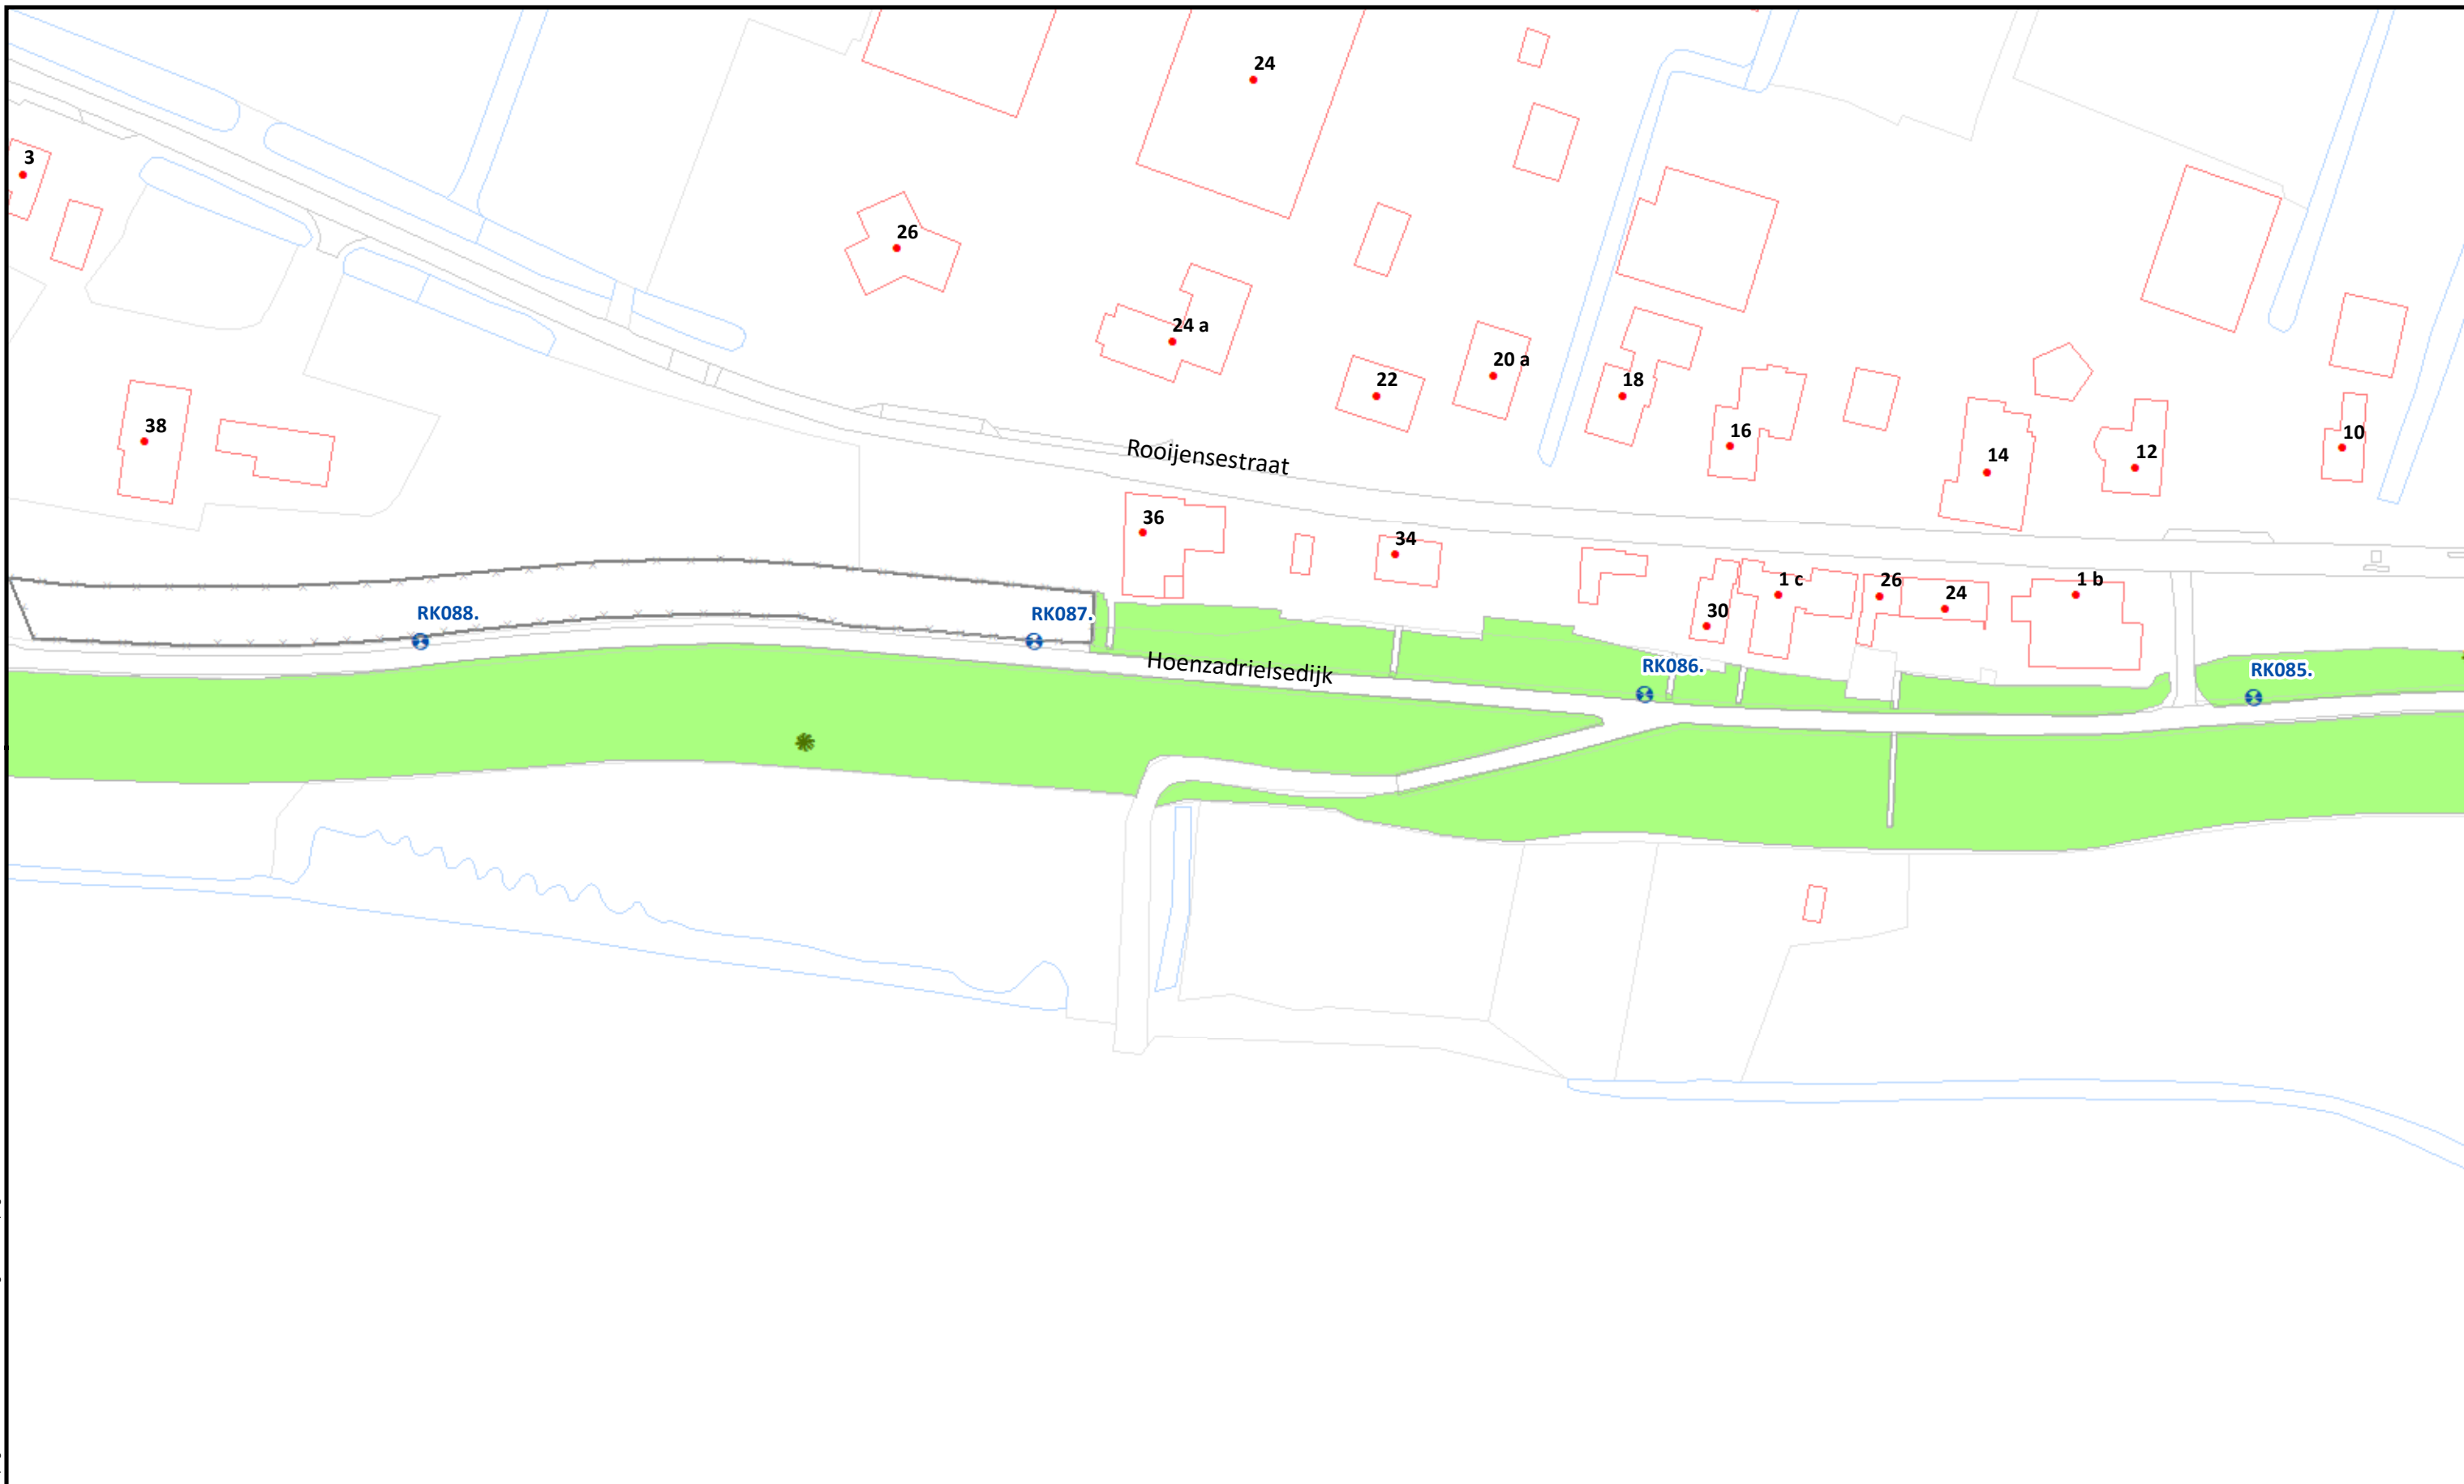 24
3
26
24 a
20 a
22
18
38
16
10
12
14
Rooijensestraat
36
34
1 c
26
1 b
24
30
RK088.
RK087.
Hoenzadrielsedijk
RK086.
RK085.